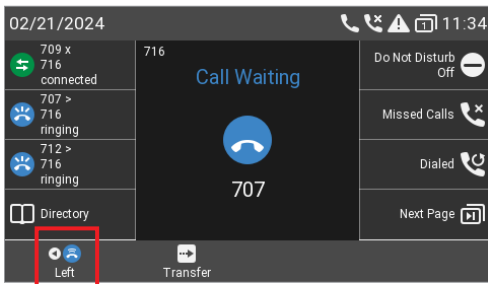 02/21/2024
1
11:34
709 x
716
connected
707 >
716
ringing
712 >
716
ringing
Directory
716
Call Waiting
707
Do Not Disturb
Off
Missed Calls
Dialed
Next Page
Left
Transfer